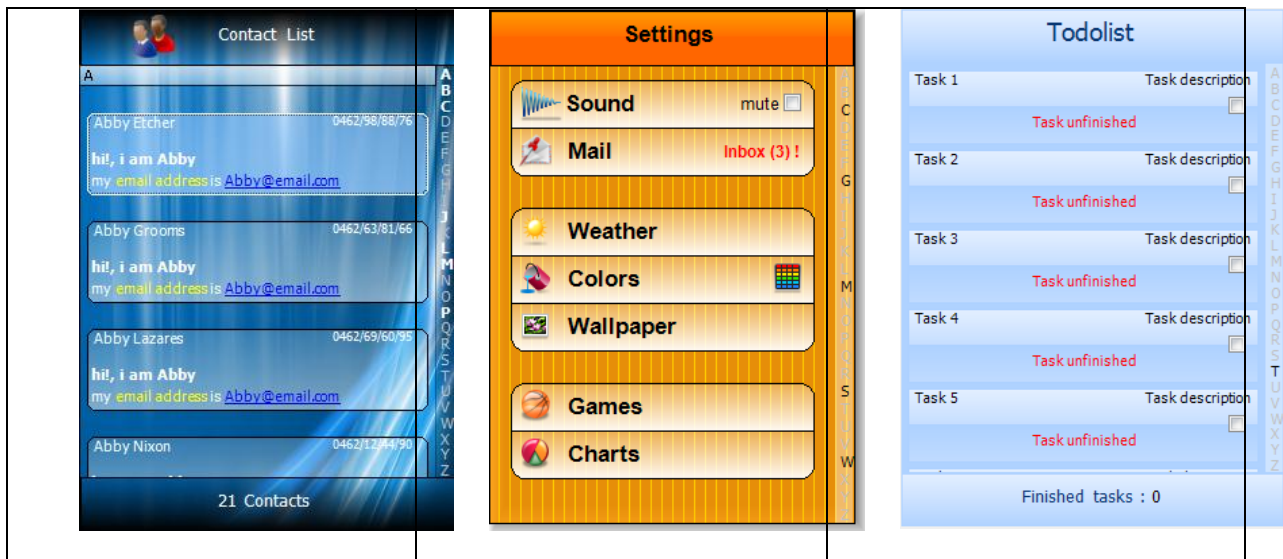 Contact List
A
Abby Etcher 0462/98/88/76
hi!, i am Abby
my email address is Abby@email.com
Abby Grooms 0462/63/81/66
hi!, i am Abby
my email address is Abby@email.com
Abby Lazares 0462/69/60/95
hi!, i am Abby
my email address is Abby@email.com
Abby Nixon 0462/12/44/90
21 Contacts
A
B
C
D
E
F
G
H
I
J
K
L
M
N
O
P
Q
R
S
T
U
V
W
X
Y
Z
Settings
Sound mute
Mail Inbox (3) !
Weather
Colors
Wallpaper
Games
Charts
C
G
M
S
W
Todolist
Task 1 Task description
Task unfinished
Task 2 Task description
Task unfinished
Task 3 Task description
Task unfinished
Task 4 Task description
Task unfinished
Task 5 Task description
Task unfinished
Finished tasks : 0
A
B
C
D
E
F
G
H
I
J
K
L
M
N
O
P
Q
R
S
T
U
V
W
X
Y
Z